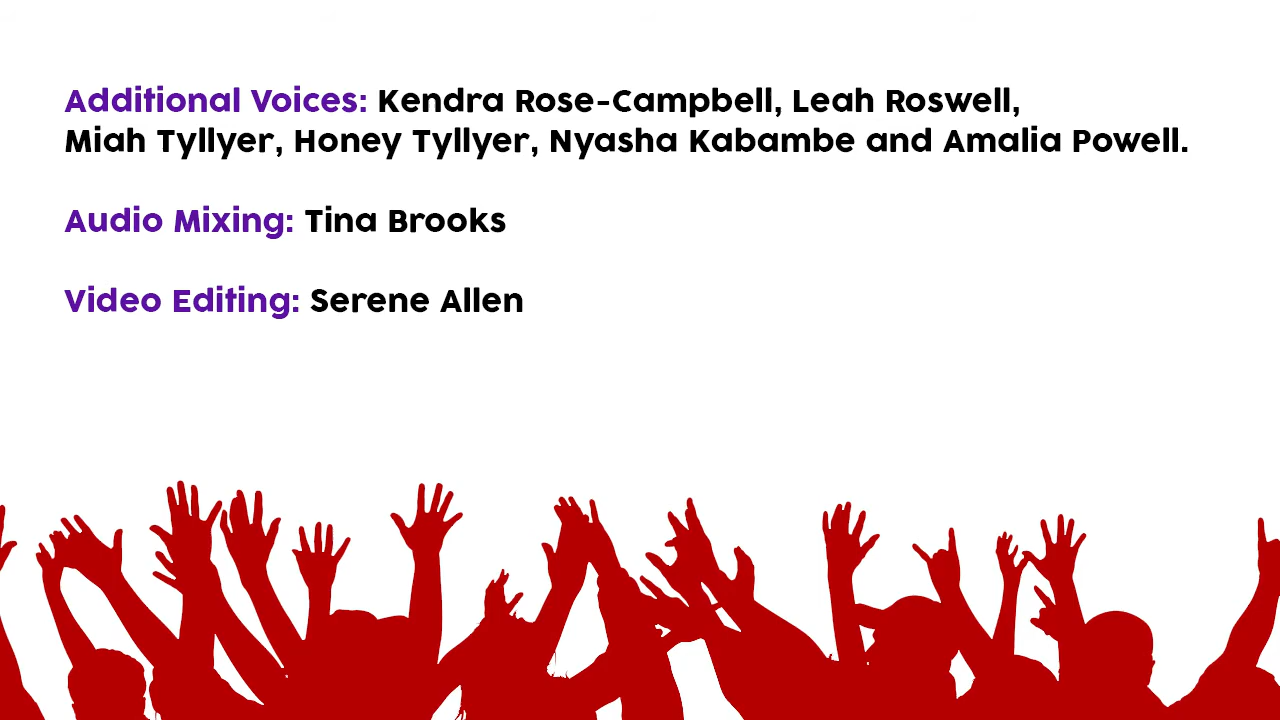 Additional Voices: Kendra Rose-Campbell, Leah Roswell,
Miah Tyllyer, Honey Tyllyer, Nyasha Kabambe and Amalia Powell.
Audio Mixing: Tina Brooks
Video Editing: Serene Allen